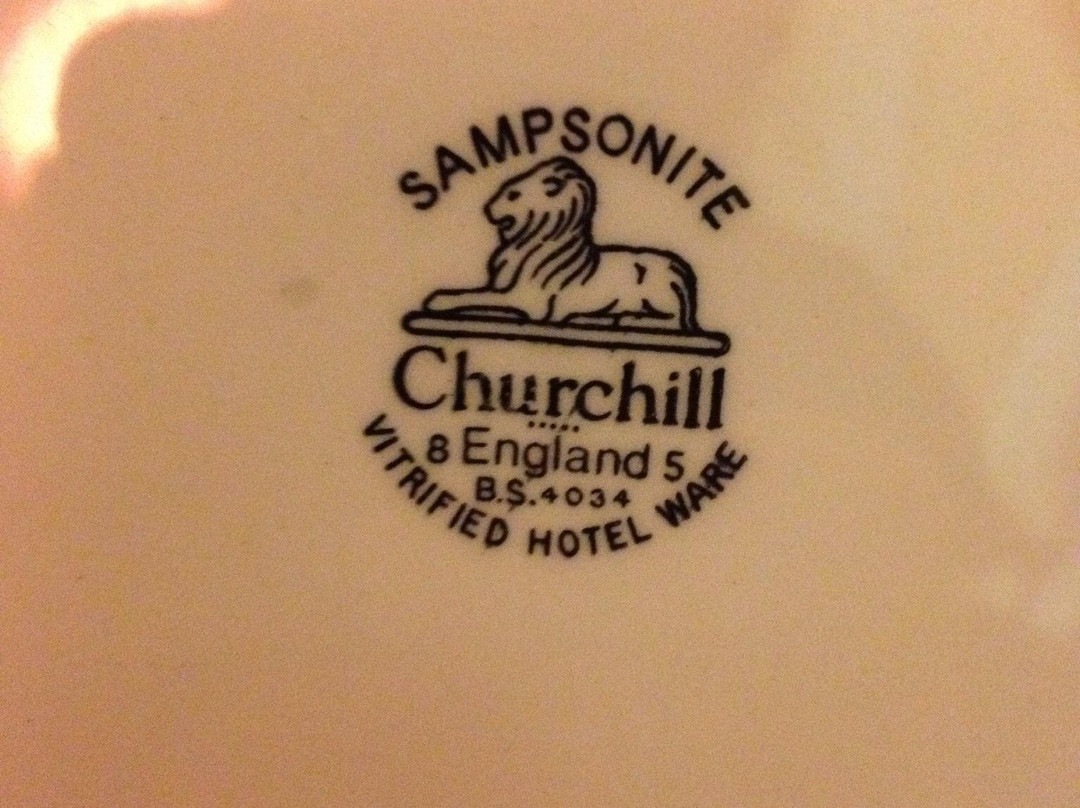 SAMPSONITE
Churchill
8 England 5
B.S.4034
VITRIFIED HOTEL WARE